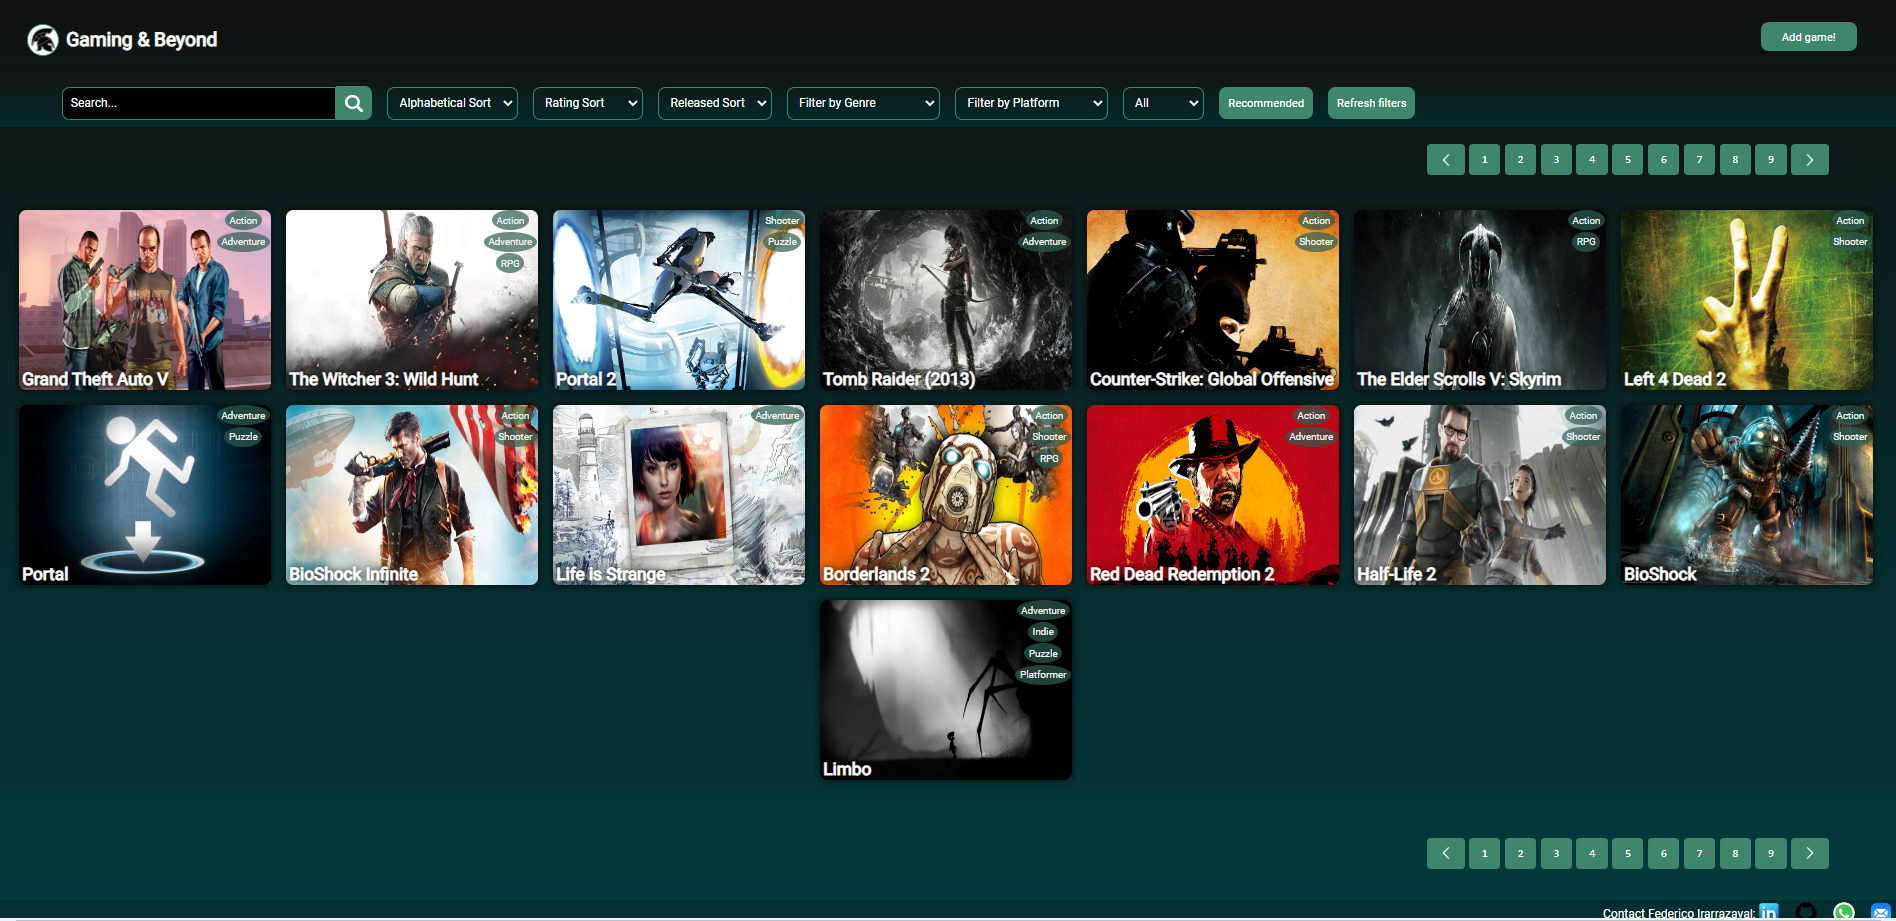 Gaming & Beyond
Add game!
Search...
Alphabetical Sort
Rating Sort
Released Sort
Filter by Genre
Filter by Platform
All
Recommended
Refresh filters
1 2 3 4 5 6 7 8 9
Action
Adventure
Grand Theft Auto V
Action
Adventure
RPG
The Witcher 3: Wild Hunt
Shooter
Puzzle
Portal 2
Action
Adventure
Tomb Raider (2013)
Action
Shooter
Counter-Strike: Global Offensive
Action
RPG
The Elder Scrolls V: Skyrim
Action
Shooter
Left 4 Dead 2
Adventure
Puzzle
Portal
Action
Shooter
BioShock Infinite
Adventure
Life is Strange
Action
Shooter
RPG
Borderlands 2
Action
Adventure
Red Dead Redemption 2
Action
Shooter
Half-Life 2
Action
Shooter
BioShock
Adventure
Indie
Puzzle
Platformer
Limbo
1 2 3 4 5 6 7 8 9
Contact Federico Irarrazaval: in